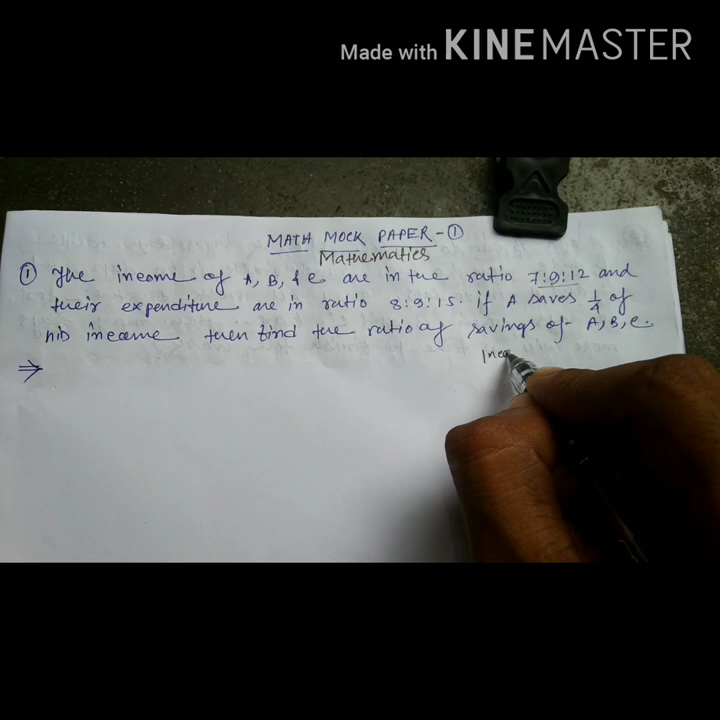 Made with KINEMASTER
MATH MOCK PAPER-①
Mathematics
① The income of A, B, & C are in the ratio 7:9:12 and
their expenditure are in ratio 8:9:15. if A saves 1/4 of
his income then find the ratio of savings of A, B, C.
⇒